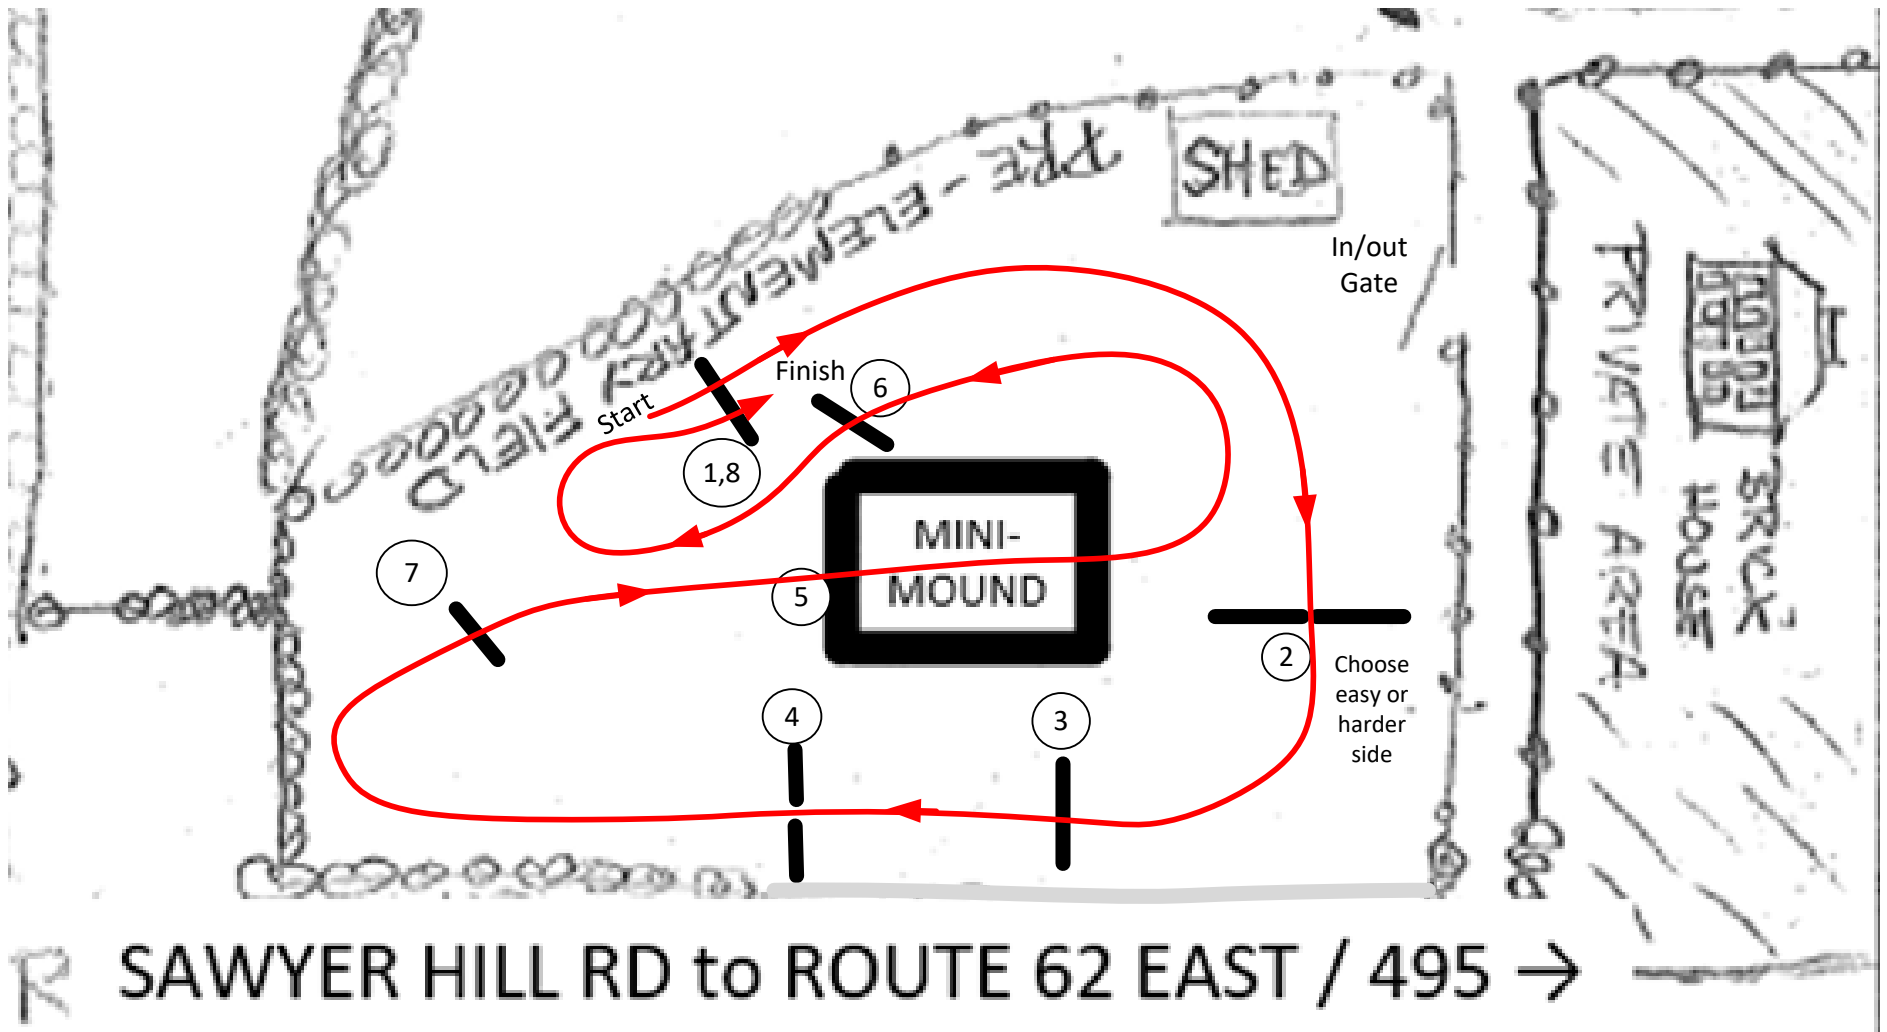 PRE - ELEMENTARY FIELD
SHED
In/out
Gate
PRIVATE AREA
BRICK
HOUSE
Start
Finish
6
1,8
7
MINI-
MOUND
5
2
Choose
easy or
harder
side
4
3
R
SAWYER HILL RD to ROUTE 62 EAST / 495 →